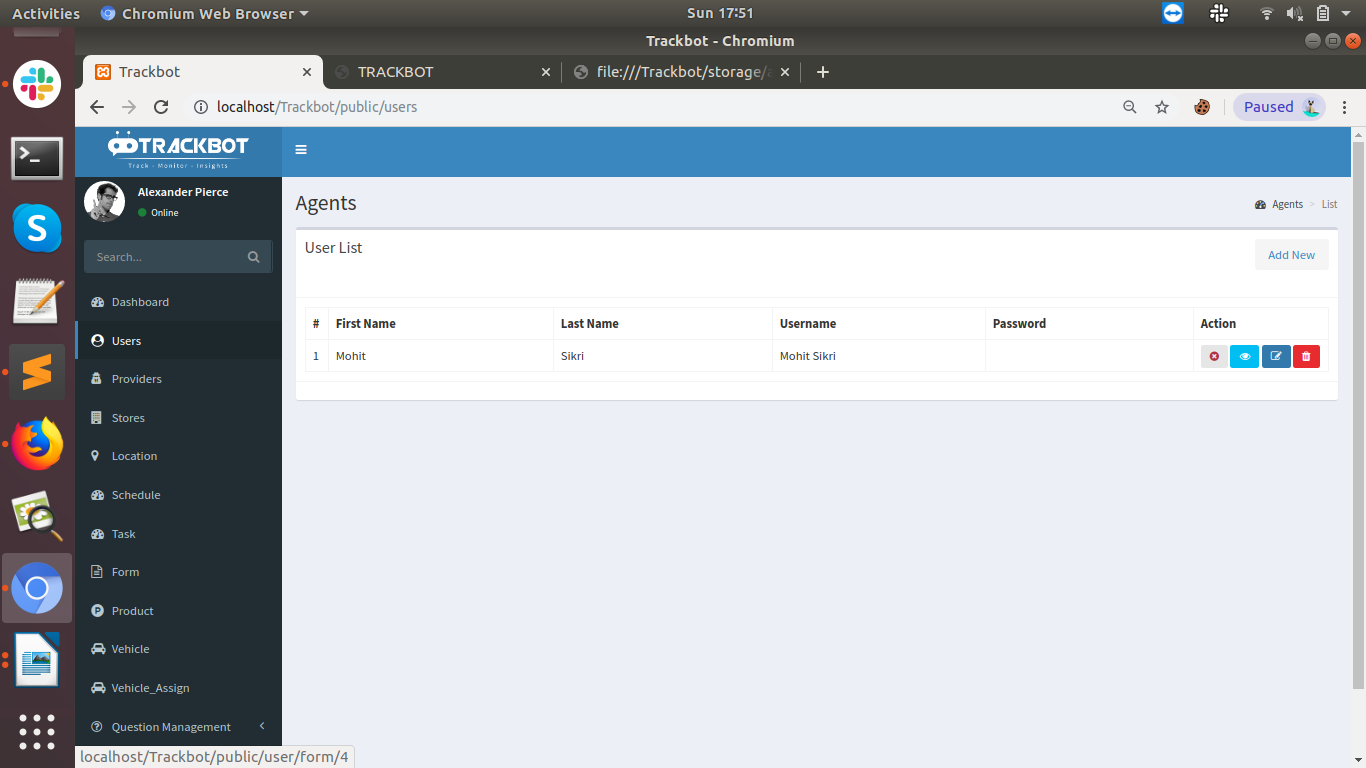 Activities Chromium Web Browser Sun 17:51
Trackbot - Chromium
Trackbot TRACKBOT file:///Trackbot/storage/
localhost/Trackbot/public/users Paused
TRACKBOT
Track - Monitor - Insights
Alexander Pierce
Online
Search...
Dashboard
Users
Providers
Stores
Location
Schedule
Task
Form
Product
Vehicle
Vehicle_Assign
Question Management
Agents
Agents > List
User List
Add New
# First Name Last Name Username Password Action
1 Mohit Sikri Mohit Sikri
localhost/Trackbot/public/user/form/4